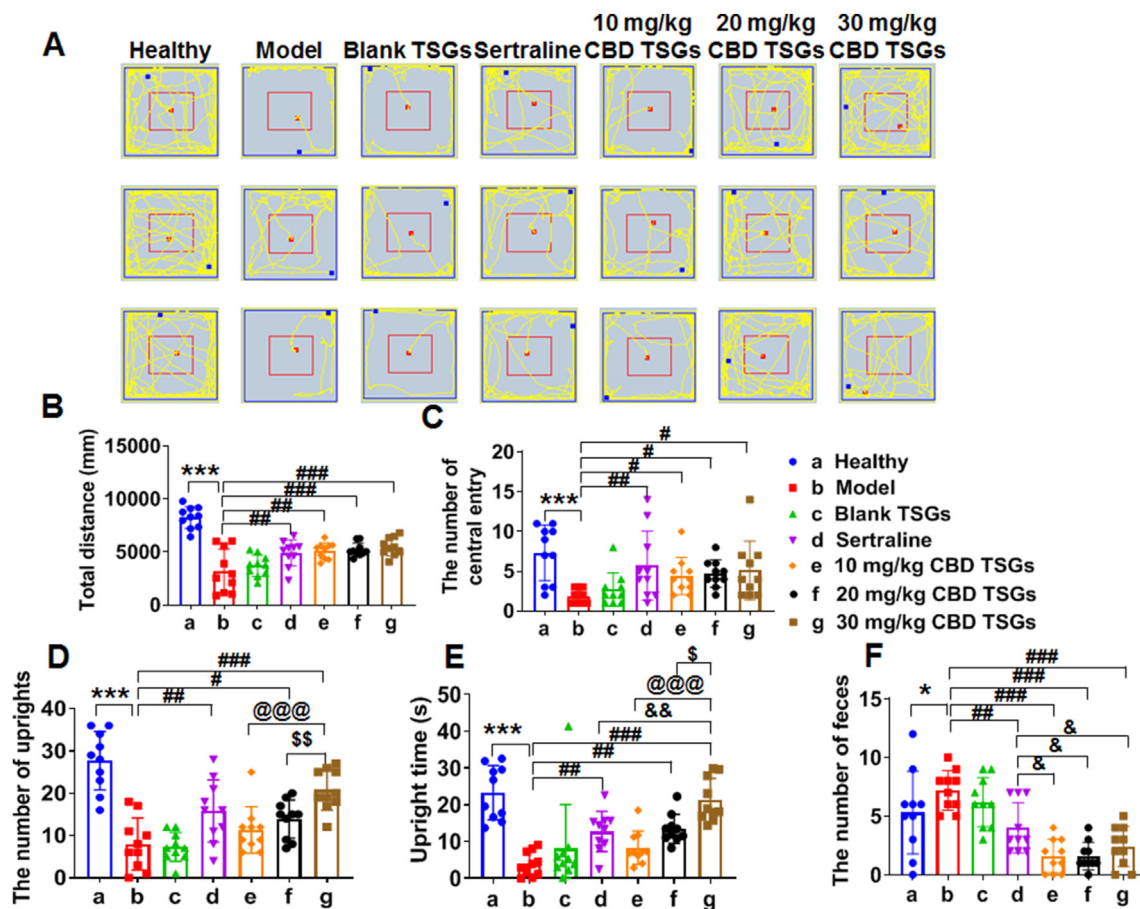 A
Healthy Model Blank TSGs Sertraline 10 mg/kg CBD TSGs 20 mg/kg CBD TSGs 30 mg/kg CBD TSGs
B
Total distance (mm)
15000
10000
5000
0
***
###
###
##
##
a b c d e f g
C
The number of central entry
20
15
10
5
0
***
#
#
#
##
a b c d e f g
a Healthy
b Model
c Blank TSGs
d Sertraline
e 10 mg/kg CBD TSGs
f 20 mg/kg CBD TSGs
g 30 mg/kg CBD TSGs
D
The number of uprights
40
30
20
10
0
***
###
#
##
@@@
$$
a b c d e f g
E
Upright time (s)
50
40
30
20
10
0
***
$
@@@
&&
###
##
##
a b c d e f g
F
The number of feces
15
10
5
0
*
###
###
###
##
&
&
&
a b c d e f g